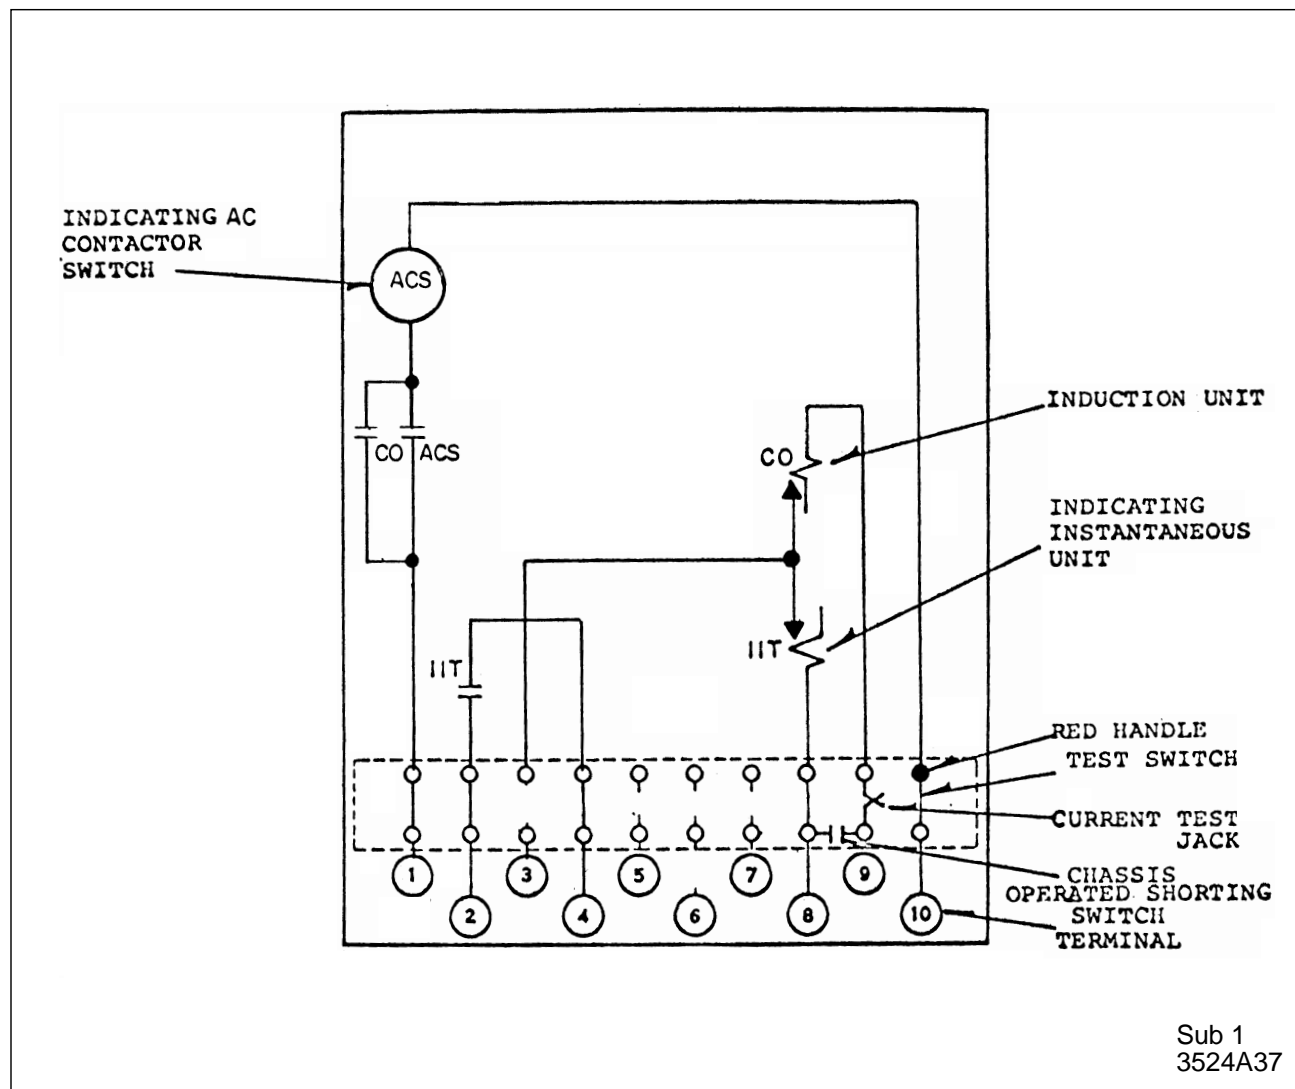 INDICATING AC
CONTACTOR
SWITCH
ACS
CO ACS
INDUCTION UNIT
CO
INDICATING
INSTANTANEOUS
UNIT
IIT
IIT
RED HANDLE
TEST SWITCH
CURRENT TEST
JACK
CHASSIS
OPERATED SHORTING
SWITCH
TERMINAL
1
2
3
4
5
6
7
8
9
10
Sub 1
3524A37